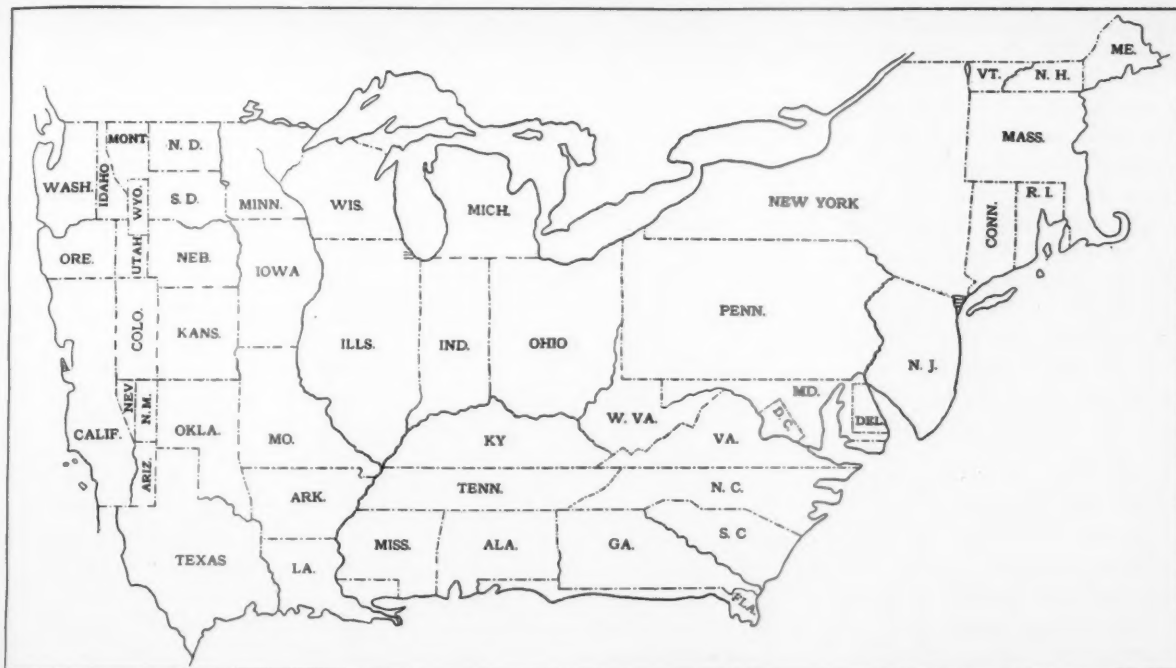 ME.
VT.
N. H.
MASS.
R. I.
CONN.
NEW YORK
WASH.
IDAHO
MONT
N. D.
WYO.
S. D.
MINN.
WIS.
MICH.
ORE.
UTAH
NEB.
IOWA
COLO.
KANS.
ILLS.
IND.
OHIO
PENN.
N. J.
CALIF.
NEV
N. M.
ARIZ.
OKLA.
MO.
KY
W. VA.
VA.
MD.
D. C.
DEL.
TEXAS
ARK.
TENN.
N. C.
S. C
LA.
MISS.
ALA.
GA.
FLA.